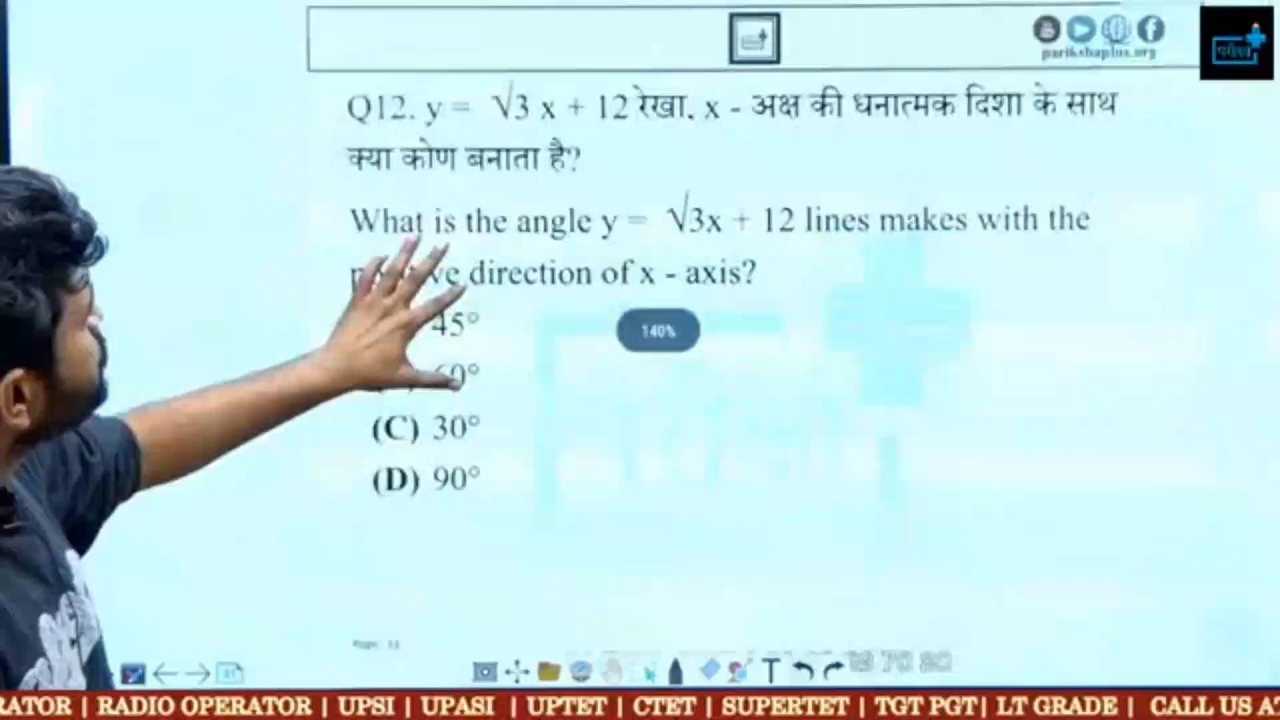 parikshaplus.org
परीक्षा
Q12. y = √3 x + 12 रेखा, x - अक्ष की धनात्मक दिशा के साथ
क्या कोण बनाता है?
What is the angle y = √3x + 12 lines makes with the
direction of x - axis?
45°
140%
(C) 30°
(D) 90°
T
RATOR | RADIO OPERATOR | UPSI | UPASI | UPTET | CTET | SUPERTET | TGT PGT| LT GRADE | CALL US A